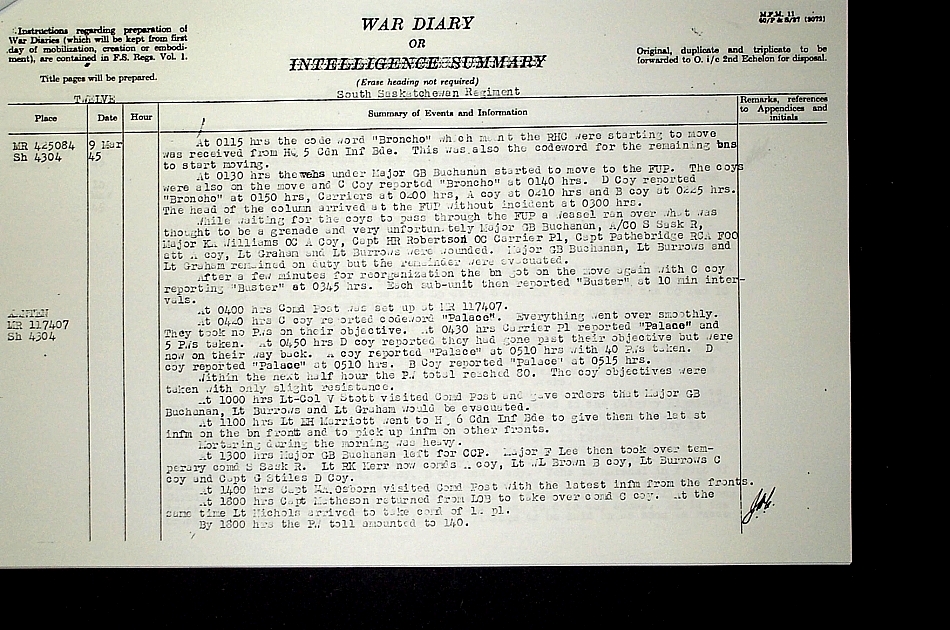 Instructions regarding preparation of
War Diaries (which will be kept from first
day of mobilization, creation or embodi-
ment), are contained in F.S. Regs. Vol. 1.
Title pages will be prepared.
WAR DIARY
OR
INTELLIGENCE SUMMARY
(Erase heading not required)
South Saskatchewan Regiment
M.F.M. 11
Original, duplicate and triplicate to be
forwarded to O. i/c 2nd Echelon for disposal.
TWELVE
Place Date Hour Summary of Events and Information Remarks, references
to Appendices and
initials
MR 425084 9 Mar
Sh 4304 45
At 0115 hrs the code word "Broncho" which meant the RHC were starting to move
was received from HQ 5 Cdn Inf Bde. This was also the codeword for the remaining bns
to start moving.
At 0130 hrs the vehs under Major GB Buchanan started to move to the FUP. The coys
were also on the move and C Coy reported "Broncho" at 0140 hrs. D Coy reported
"Broncho" at 0150 hrs, Carriers at 0200 hrs, A coy at 0210 hrs and B coy at 0225 hrs.
The head of the column arrived at the FUP without incident at 0300 hrs.
While waiting for the coys to pass through the FUP a Weasel ran over what was
thought to be a grenade and very unfortunately Major GB Buchanan, A/CO S Sask R,
Major KA Williams OC A Coy, Capt HR Robertson OC Carrier Pl, Capt Pathebridge RCA FOO
att A coy, Lt Graham and Lt Burrows were wounded. Major GB Buchanan, Lt Burrows and
Lt Graham remained on duty but the remainder were evacuated.
After a few minutes for reorganization the bn got on the move again with C coy
reporting "Buster" at 0345 hrs. Each sub-unit then reported "Buster" at 10 min inter-
vals.
XANTEN
MR 117407
Sh 4304
At 0400 hrs Comd Post was set up at MR 117407.
At 0420 hrs C coy reported codeword "Palace". Everything went over smoothly.
They took no PWs on their objective. At 0430 hrs Carrier Pl reported "Palace" and
5 PWs taken. At 0450 hrs D coy reported they had gone past their objective but were
now on their way back. A coy reported "Palace" at 0510 hrs with 40 PWs taken. D
coy reported "Palace" at 0510 hrs. B Coy reported "Palace" at 0515 hrs.
Within the next half hour the PW total reached 80. The coy objectives were
taken with only slight resistance.
At 1000 hrs Lt-Col V Stott visited Comd Post and gave orders that Major GB
Buchanan, Lt Burrows and Lt Graham would be evacuated.
At 1100 hrs Lt EH Marriott went to HQ 6 Cdn Inf Bde to give them the latest
infm on the bn front and to pick up infm on other fronts.
Mortaring during the morning was heavy.
At 1300 hrs Major GB Buchanan left for CCP. Major F Lee then took over tem-
perary comd S Sask R. Lt RK Kerr now comds A coy, Lt WL Brown B coy, Lt Burrows C
coy and Capt G Stiles D Coy.
At 1400 hrs Capt Osborn visited Comd Post with the latest infm from the fronts.
At 1800 hrs Capt Matheson returned from LOB to take over comd C coy. At the
same time Lt Nichols arrived to take comd of pl.
By 1800 hrs the PW toll amounted to 140.